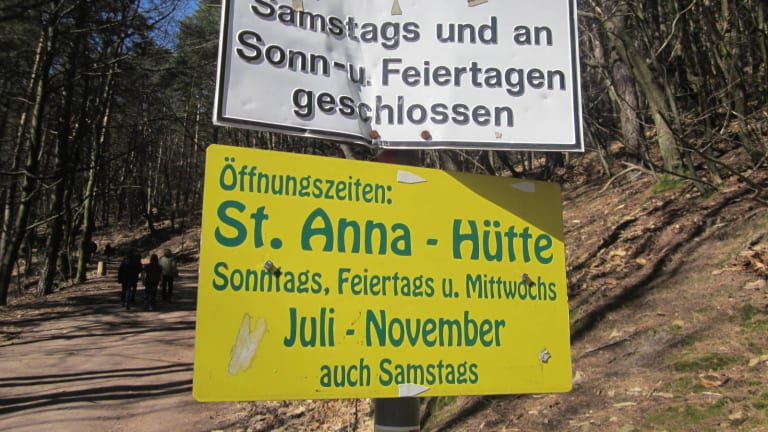 Samstags und an
Sonn-u. Feiertagen
geschlossen
Öffnungszeiten:
St. Anna - Hütte
Sonntags, Feiertags u. Mittwochs
Juli - November
auch Samstags